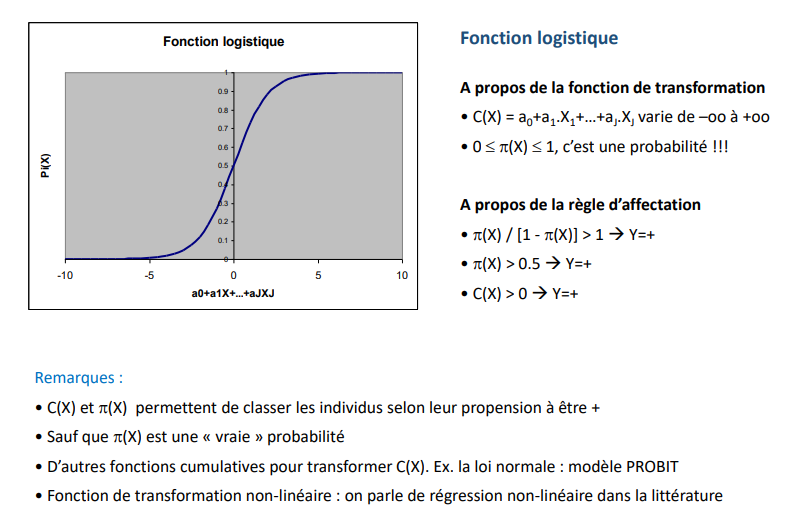 Fonction logistique
Pi(X)
1
0.9
0.8
0.7
0.6
0.5
0.4
0.3
0.2
0.1
0
-10 -5 0 5 10
a0+a1X+...+aJXJ
Fonction logistique
A propos de la fonction de transformation
• C(X) = a₀+a₁.X₁+...+aJ.XJ varie de –oo à +oo
• 0 ≤ π(X) ≤ 1, c’est une probabilité !!!
A propos de la règle d’affectation
• π(X) / [1 - π(X)] > 1 → Y=+
• π(X) > 0.5 → Y=+
• C(X) > 0 → Y=+
Remarques :
• C(X) et π(X) permettent de classer les individus selon leur propension à être +
• Sauf que π(X) est une « vraie » probabilité
• D’autres fonctions cumulatives pour transformer C(X). Ex. la loi normale : modèle PROBIT
• Fonction de transformation non-linéaire : on parle de régression non-linéaire dans la littérature